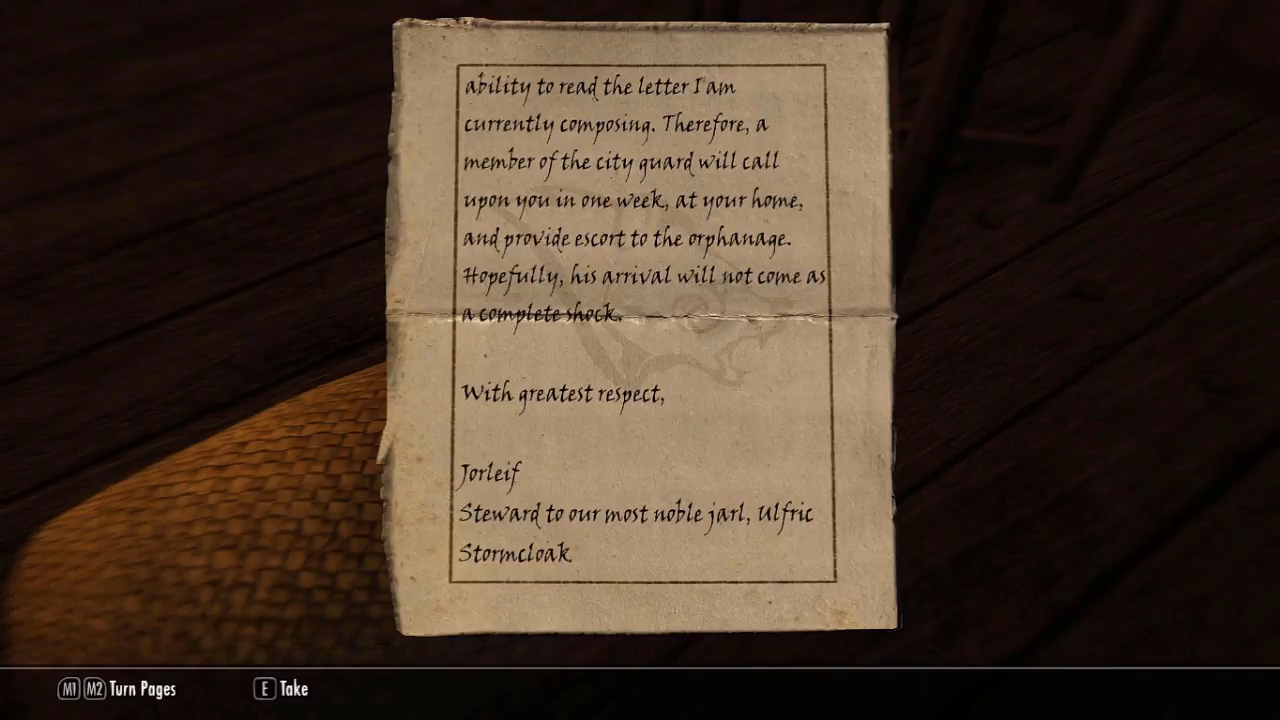 ability to read the letter I am
currently composing. Therefore, a
member of the city guard will call
upon you in one week, at your home,
and provide escort to the orphanage.
Hopefully, his arrival will not come as
a complete shock.
With greatest respect,
Jorleif
Steward to our most noble jarl, Ulfric
Stormcloak
M1 M2 Turn Pages E Take